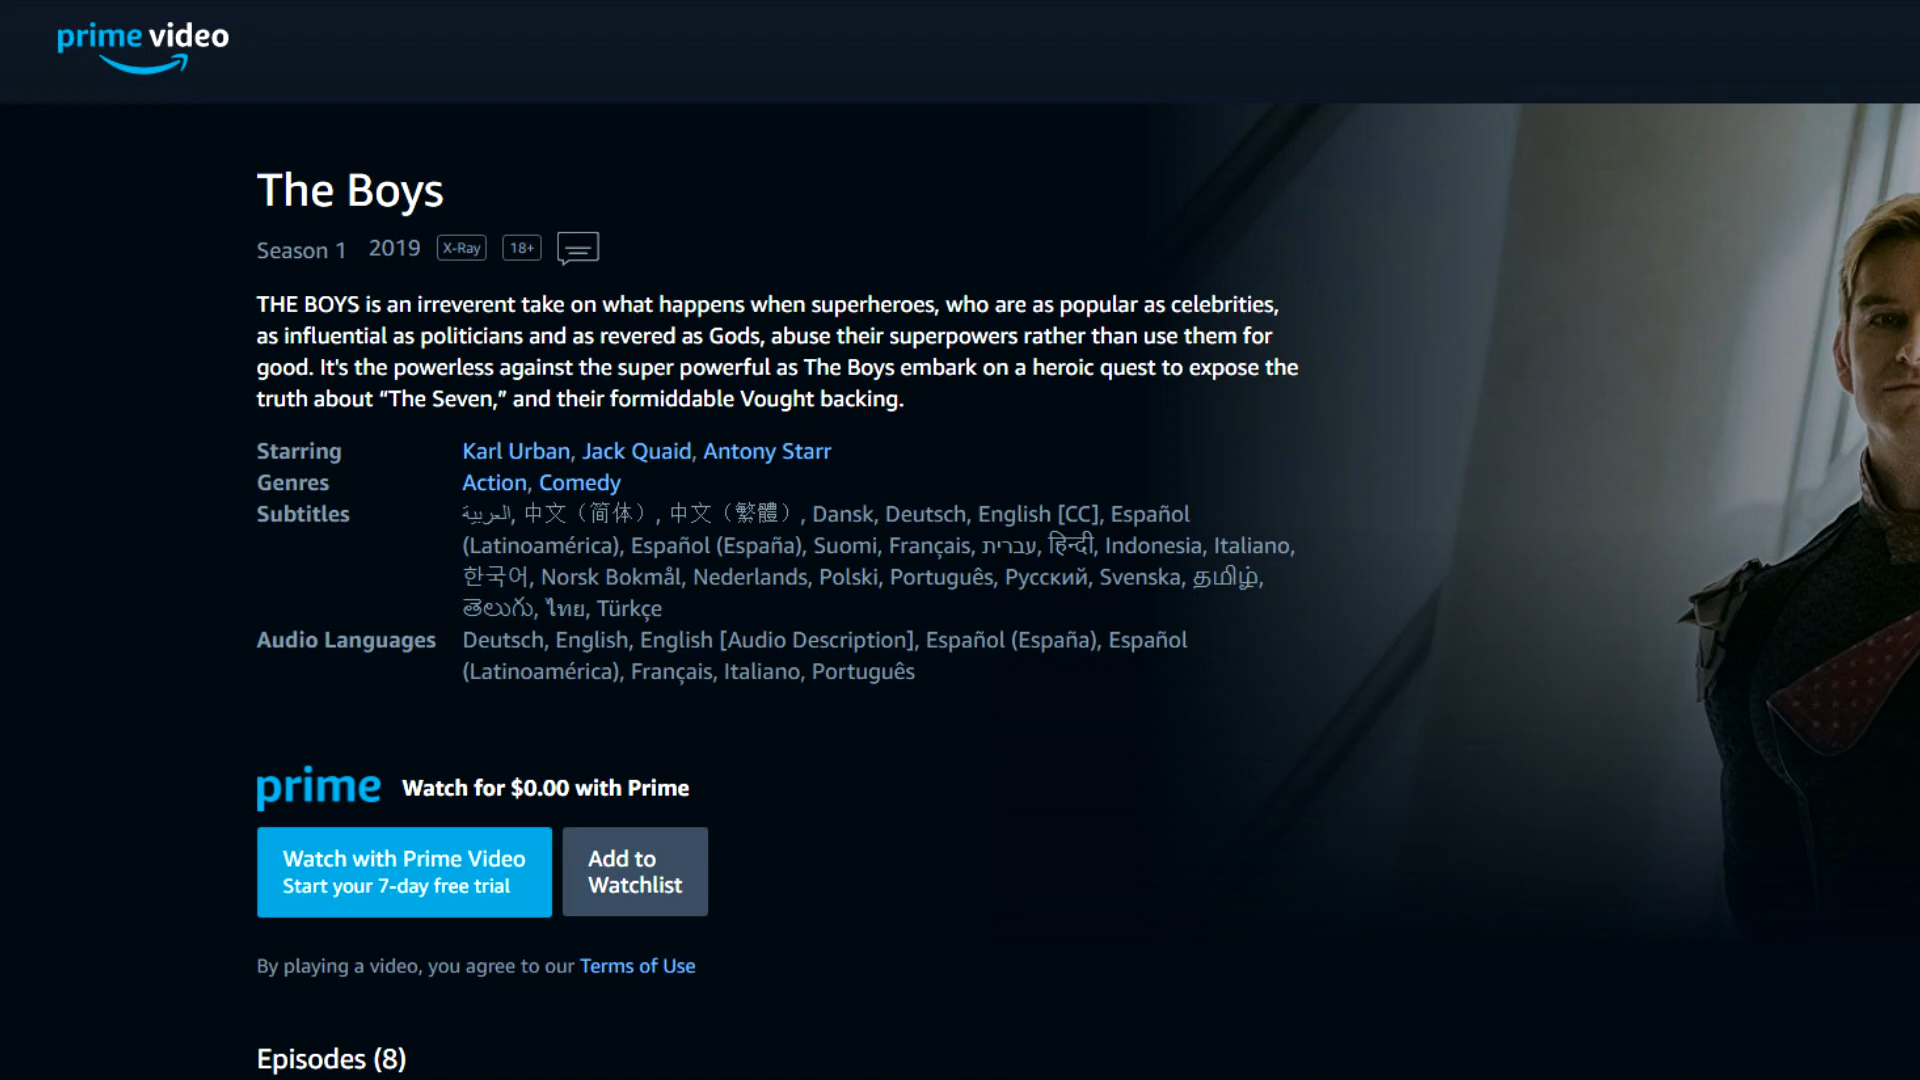 prime video
The Boys
Season 1 2019 X-Ray 18+
THE BOYS is an irreverent take on what happens when superheroes, who are as popular as celebrities,
as influential as politicians and as revered as Gods, abuse their superpowers rather than use them for
good. It's the powerless against the super powerful as The Boys embark on a heroic quest to expose the
truth about “The Seven,” and their formiddable Vought backing.
Starring Karl Urban, Jack Quaid, Antony Starr
Genres Action, Comedy
Subtitles العربية, 中文（简体）, 中文（繁體）, Dansk, Deutsch, English [CC], Español
(Latinoamérica), Español (España), Suomi, Français, עברית, हिन्दी, Indonesia, Italiano,
한국어, Norsk Bokmål, Nederlands, Polski, Português, Русский, Svenska, தமிழ்,
తెలుగు, ไทย, Türkçe
Audio Languages Deutsch, English, English [Audio Description], Español (España), Español
(Latinoamérica), Français, Italiano, Português
prime Watch for $0.00 with Prime
Watch with Prime Video
Start your 7-day free trial
Add to
Watchlist
By playing a video, you agree to our Terms of Use
Episodes (8)